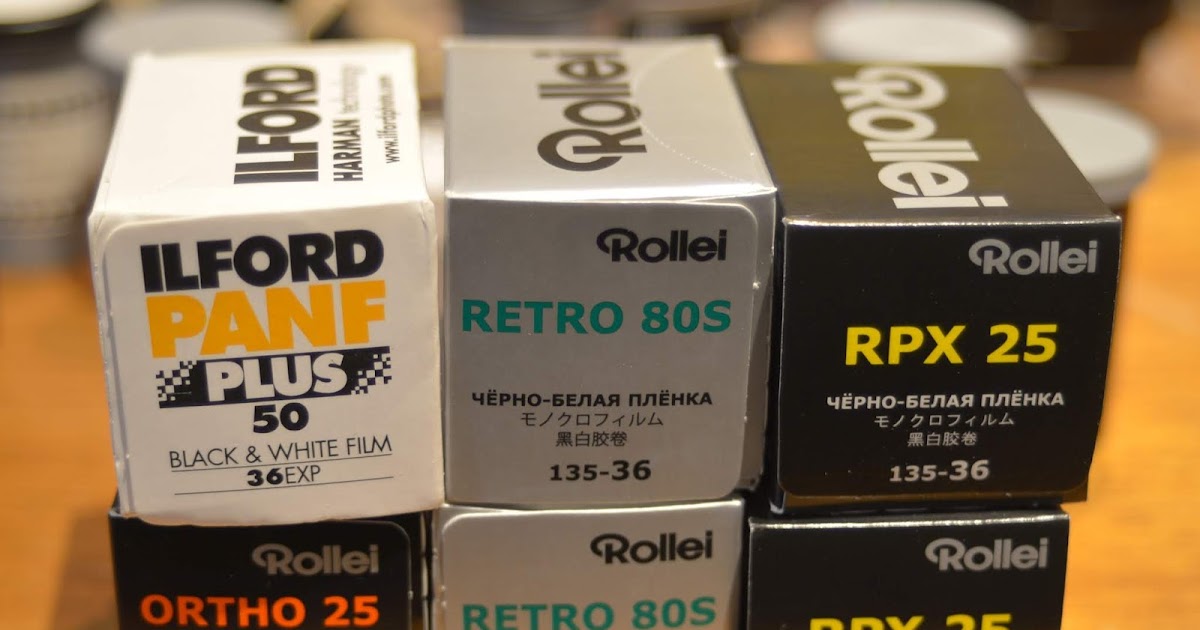 ILFORD
HARMAN technology
www.ilfordphoto.com
ILFORD
PANF
PLUS
50
BLACK & WHITE FILM
36EXP
Rollei
Rollei
RETRO 80S
ЧЁРНО-БЕЛАЯ ПЛЁНКА
モノクロフィルム
黑白胶卷
135-36
Rollei
Rollei
RPX 25
ЧЁРНО-БЕЛАЯ ПЛЁНКА
モノクロフィルム
黑白胶卷
135-36
Rollei
ORTHO 25
Rollei
RETRO 80S
Rollei
RPX 25